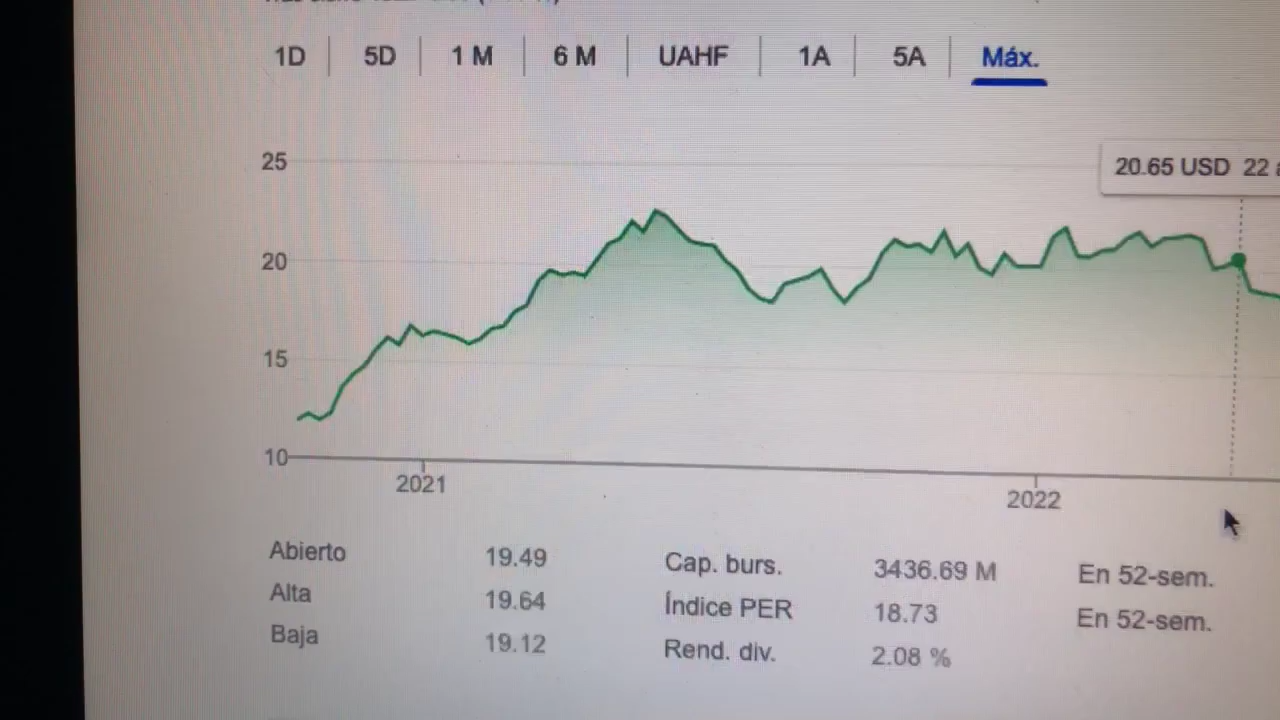 1D 5D 1 M 6 M UAHF 1A 5A Máx.
20.65 USD 22
25
20
15
10
2021 2022
Abierto 19.49 Cap. burs. 3436.69 M En 52-sem.
Alta 19.64 Índice PER 18.73 En 52-sem.
Baja 19.12 Rend. div. 2.08 %